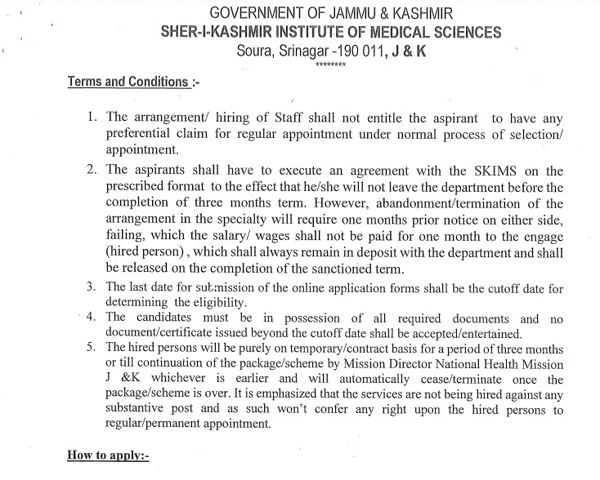 GOVERNMENT OF JAMMU & KASHMIR
SHER-I-KASHMIR INSTITUTE OF MEDICAL SCIENCES
Soura, Srinagar -190 011, J & K
********
Terms and Conditions :-
1. The arrangement/ hiring of Staff shall not entitle the aspirant to have any
preferential claim for regular appointment under normal process of selection/
appointment.
2. The aspirants shall have to execute an agreement with the SKIMS on the
prescribed format to the effect that he/she will not leave the department before the
completion of three months term. However, abandonment/termination of the
arrangement in the specialty will require one months prior notice on either side,
failing, which the salary/ wages shall not be paid for one month to the engage
(hired person) , which shall always remain in deposit with the department and shall
be released on the completion of the sanctioned term.
3. The last date for submission of the online application forms shall be the cutoff date for
determining the eligibility.
4. The candidates must be in possession of all required documents and no
document/certificate issued beyond the cutoff date shall be accepted/entertained.
5. The hired persons will be purely on temporary/contract basis for a period of three months
or till continuation of the package/scheme by Mission Director National Health Mission
J &K whichever is earlier and will automatically cease/terminate once the
package/scheme is over. It is emphasized that the services are not being hired against any
substantive post and as such won't confer any right upon the hired persons to
regular/permanent appointment.
How to apply:-